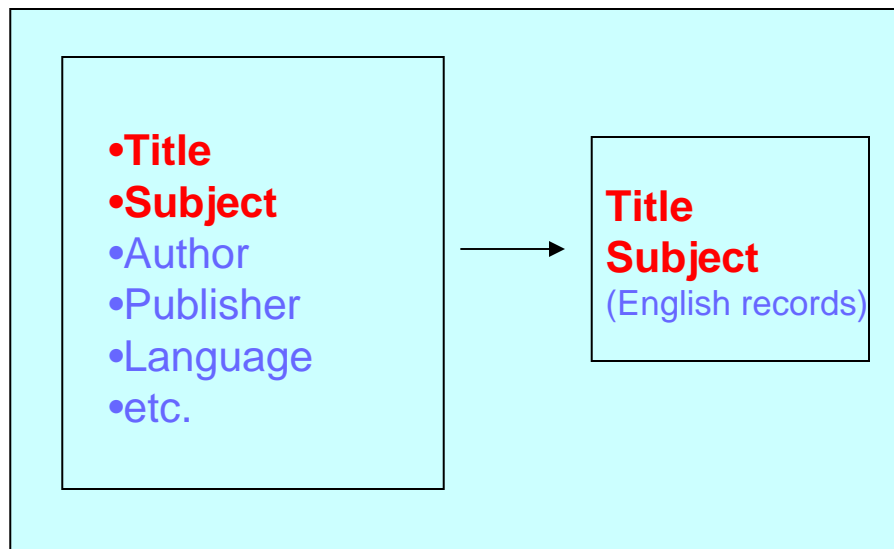 •Title
•Subject
•Author
•Publisher
•Language
•etc.
Title
Subject
(English records)